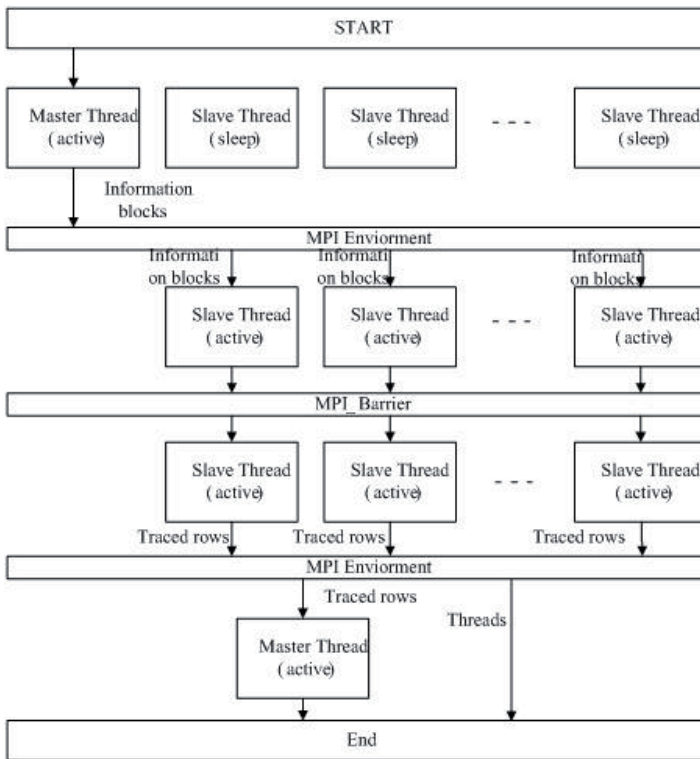 START
Master Thread
(active)
Slave Thread
(sleep)
Slave Thread
(sleep)
- - -
Slave Thread
(sleep)
Information
blocks
MPI Enviorment
Informati
on blocks
Informati
on blocks
Informati
on blocks
Slave Thread
(active)
Slave Thread
(active)
- - -
Slave Thread
(active)
MPI_Barrier
Slave Thread
(active)
Slave Thread
(active)
- - -
Slave Thread
(active)
Traced rows
Traced rows
Traced rows
MPI Enviorment
Traced rows
Threads
Master Thread
(active)
End